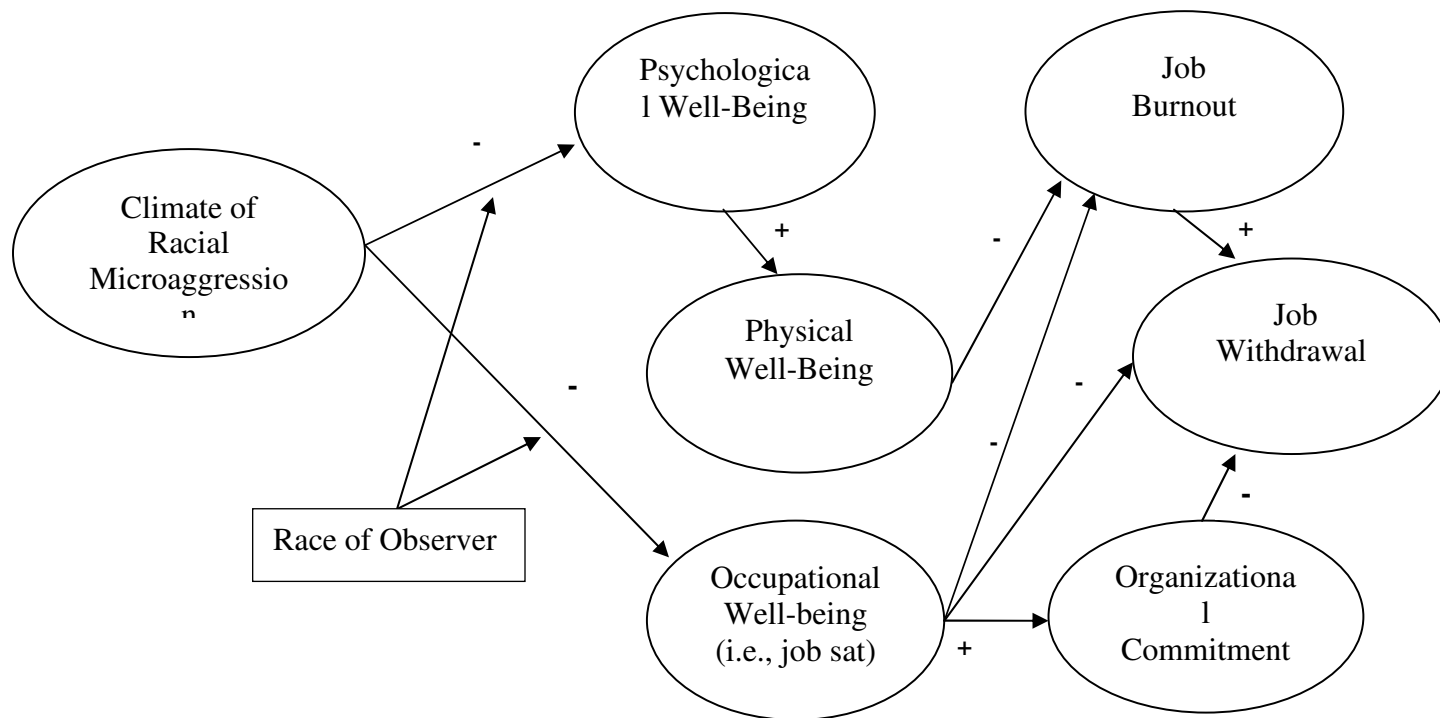 Psychologica
l Well-Being
Job
Burnout
-
Climate of
Racial
Microaggressio
n
+
-
+
Physical
Well-Being
Job
Withdrawal
-
-
-
-
Race of Observer
Occupational
Well-being
(i.e., job sat)
+
Organizationa
l
Commitment